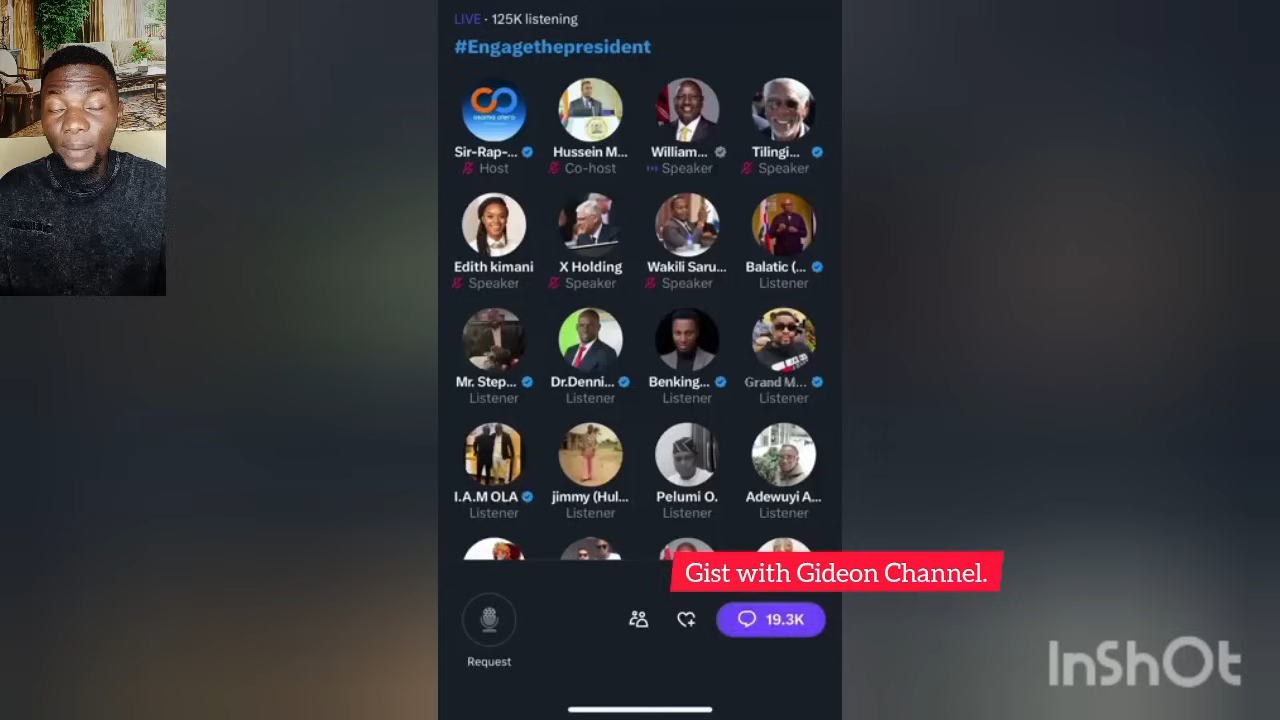 LIVE · 125K listening
#Engagethepresident
osama otero
Sir-Rap-... Hussein M... William... Tilingi...
Host Co-host Speaker Speaker
Edith kimani X Holding Wakili Saru... Balatic (...
Speaker Speaker Speaker Listener
Mr. Step... Dr.Denni... Benking... Grand M...
Listener Listener Listener Listener
I.A.M OLA jimmy (Hul... Pelumi O. Adewuyi A...
Listener Listener Listener Listener
Gist with Gideon Channel.
19.3K
Request
InShOt